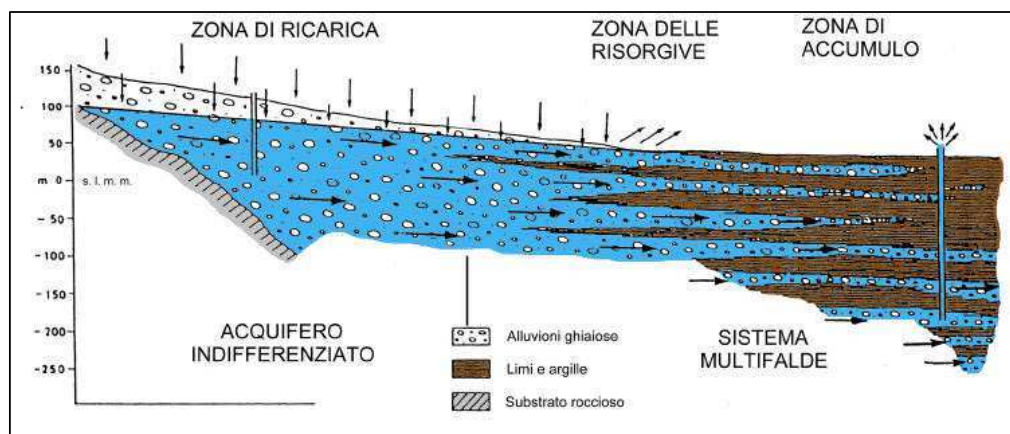 ZONA DI RICARICA
ZONA DELLE
RISORGIVE
ZONA DI
ACCUMULO
150
100
50
m 0
s. l. m. m.
-50
-100
-150
-200
-250
ACQUIFERO
INDIFFERENZIATO
Alluvioni ghiaiose
Limi e argille
Substrato roccioso
SISTEMA
MULTIFALDE